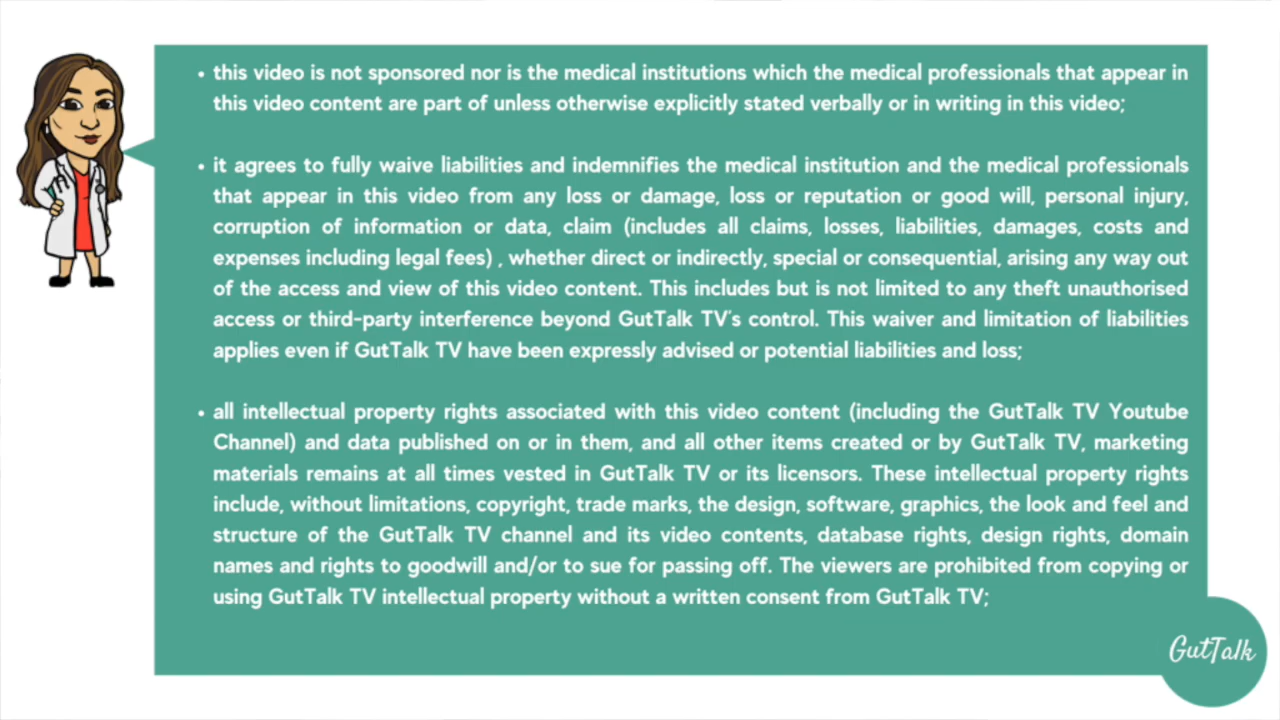 • this video is not sponsored nor is the medical institutions which the medical professionals that appear in
this video content are part of unless otherwise explicitly stated verbally or in writing in this video;
• it agrees to fully waive liabilities and indemnifies the medical institution and the medical professionals
that appear in this video from any loss or damage, loss or reputation or good will, personal injury,
corruption of information or data, claim (includes all claims, losses, liabilities, damages, costs and
expenses including legal fees) , whether direct or indirectly, special or consequential, arising any way out
of the access and view of this video content. This includes but is not limited to any theft unauthorised
access or third-party interference beyond GutTalk TV's control. This waiver and limitation of liabilities
applies even if GutTalk TV have been expressly advised or potential liabilities and loss;
• all intellectual property rights associated with this video content (including the GutTalk TV Youtube
Channel) and data published on or in them, and all other items created or by GutTalk TV, marketing
materials remains at all times vested in GutTalk TV or its licensors. These intellectual property rights
include, without limitations, copyright, trade marks, the design, software, graphics, the look and feel and
structure of the GutTalk TV channel and its video contents, database rights, design rights, domain
names and rights to goodwill and/or to sue for passing off. The viewers are prohibited from copying or
using GutTalk TV intellectual property without a written consent from GutTalk TV;
GutTalk